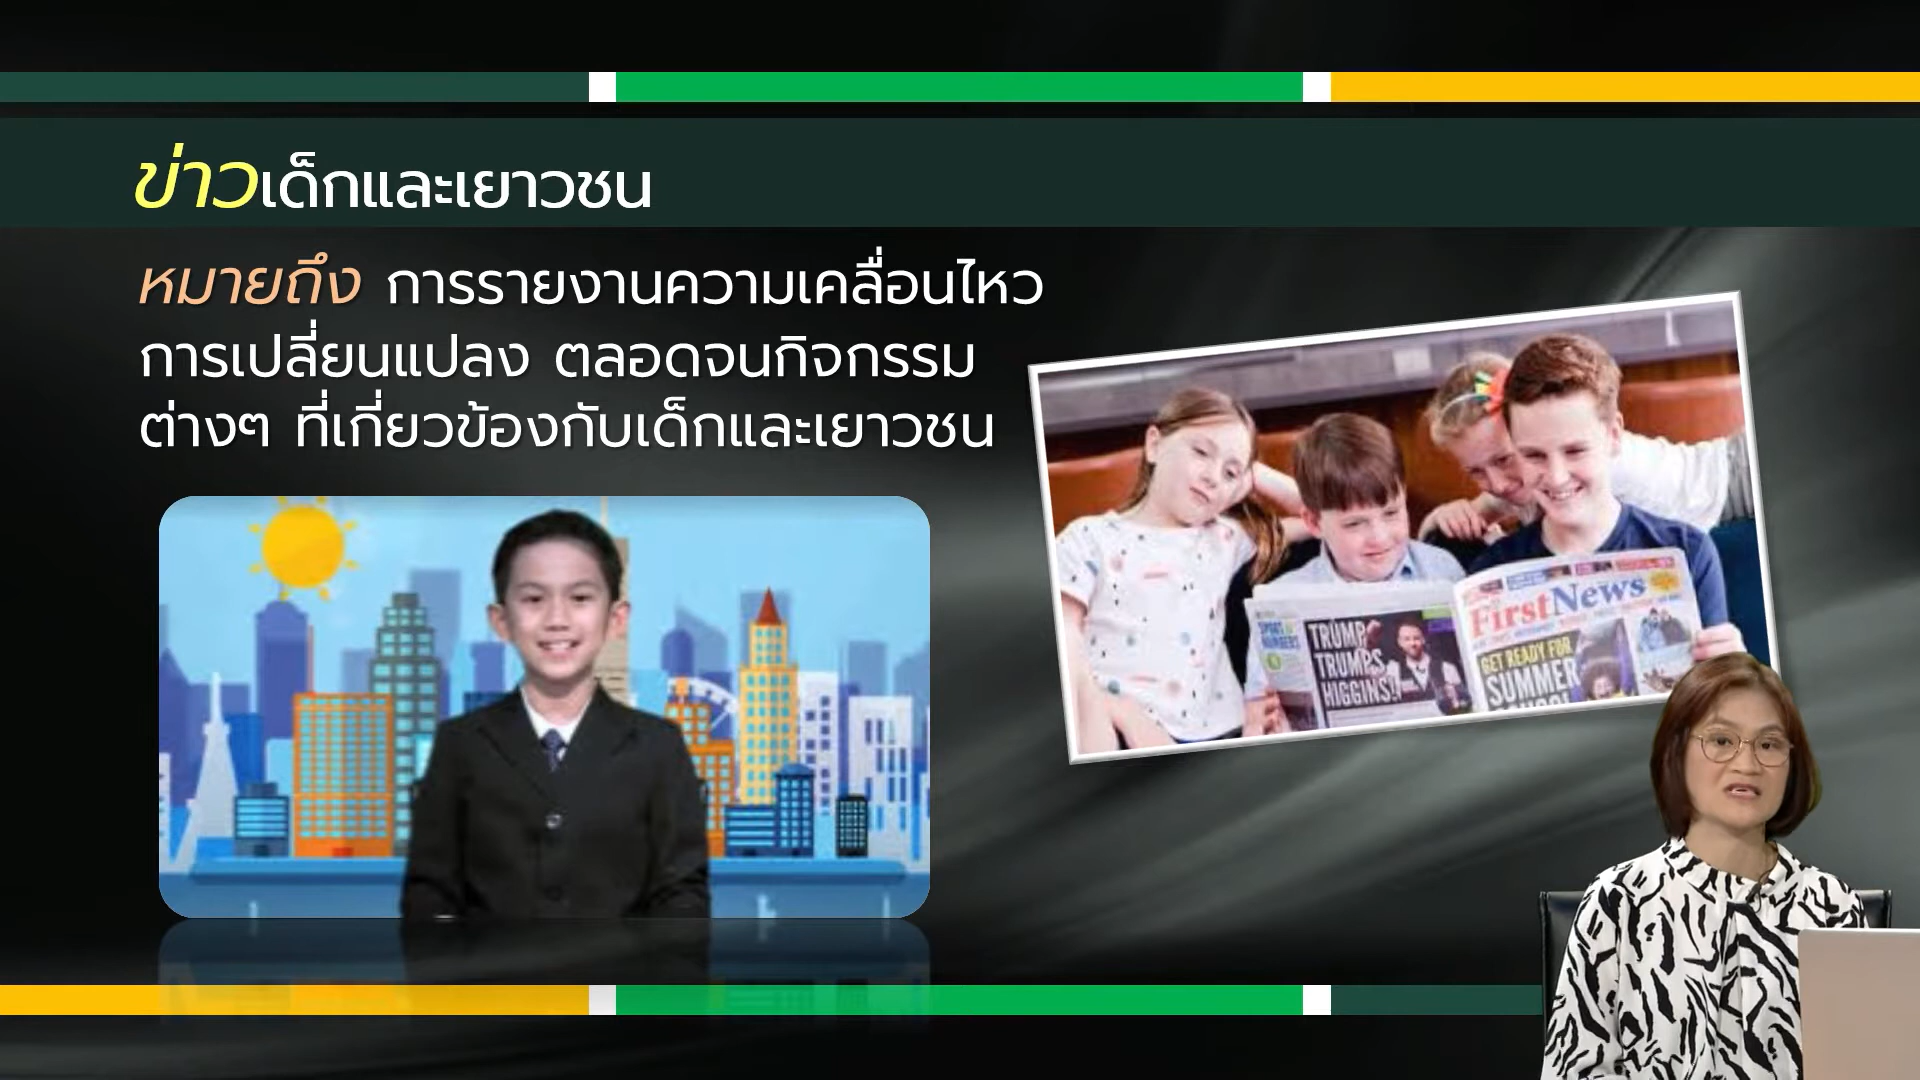 ข่าวเด็กและเยาวชน
หมายถึง การรายงานความเคลื่อนไหว
การเปลี่ยนแปลง ตลอดจนกิจกรรม
ต่างๆ ที่เกี่ยวข้องกับเด็กและเยาวชน
FirstNews
TRUMP
TRUMPS
HIGGINS!
GET READY FOR
SUMMER